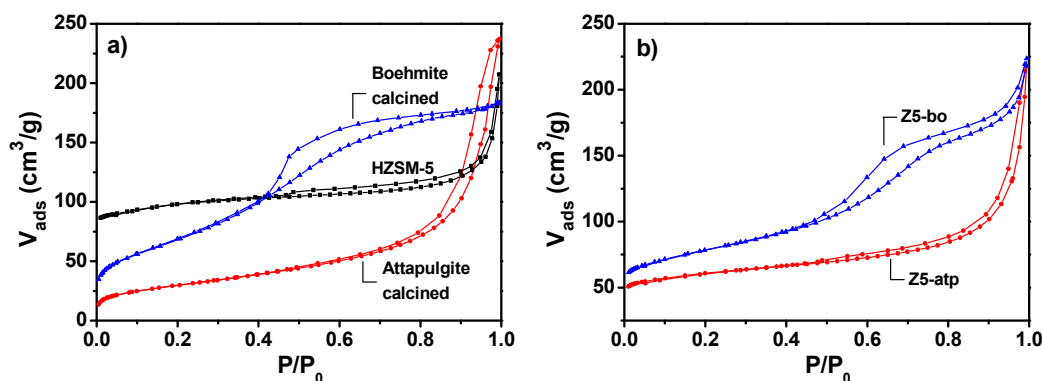 a)
250
200
150
100
50
0
V_ads (cm³/g)
Boehmite
calcined
HZSM-5
Attapulgite
calcined
0.0 0.2 0.4 0.6 0.8 1.0
P/P₀
b)
250
200
150
100
50
V_ads (cm³/g)
Z5-bo
Z5-atp
0.0 0.2 0.4 0.6 0.8 1.0
P/P₀